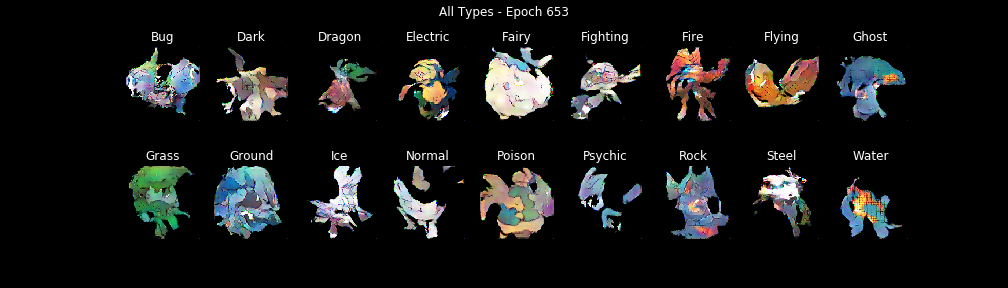 All Types - Epoch 653
Bug Dark Dragon Electric Fairy Fighting Fire Flying Ghost
Grass Ground Ice Normal Poison Psychic Rock Steel Water